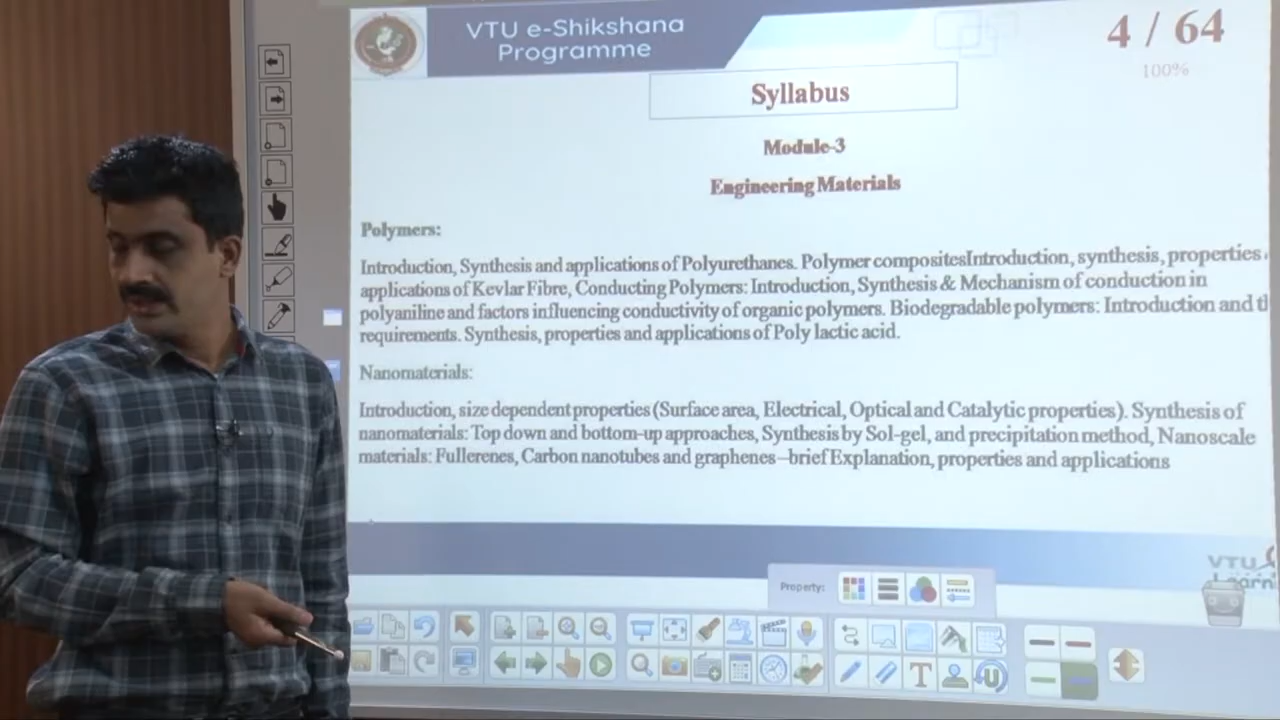 VTU e-Shikshana
Programme
4 / 64
100%
Syllabus
Module-3
Engineering Materials
Polymers:
Introduction, Synthesis and applications of Polyurethanes. Polymer compositesIntroduction, synthesis, properties
applications of Kevlar Fibre, Conducting Polymers: Introduction, Synthesis & Mechanism of conduction in
polyaniline and factors influencing conductivity of organic polymers. Biodegradable polymers: Introduction and
requirements. Synthesis, properties and applications of Poly lactic acid.
Nanomaterials:
Introduction, size dependent properties (Surface area, Electrical, Optical and Catalytic properties). Synthesis of
nanomaterials: Top down and bottom-up approaches, Synthesis by Sol-gel, and precipitation method, Nanoscale
materials: Fullerenes, Carbon nanotubes and graphenes–brief Explanation, properties and applications
VTU
Property:
T